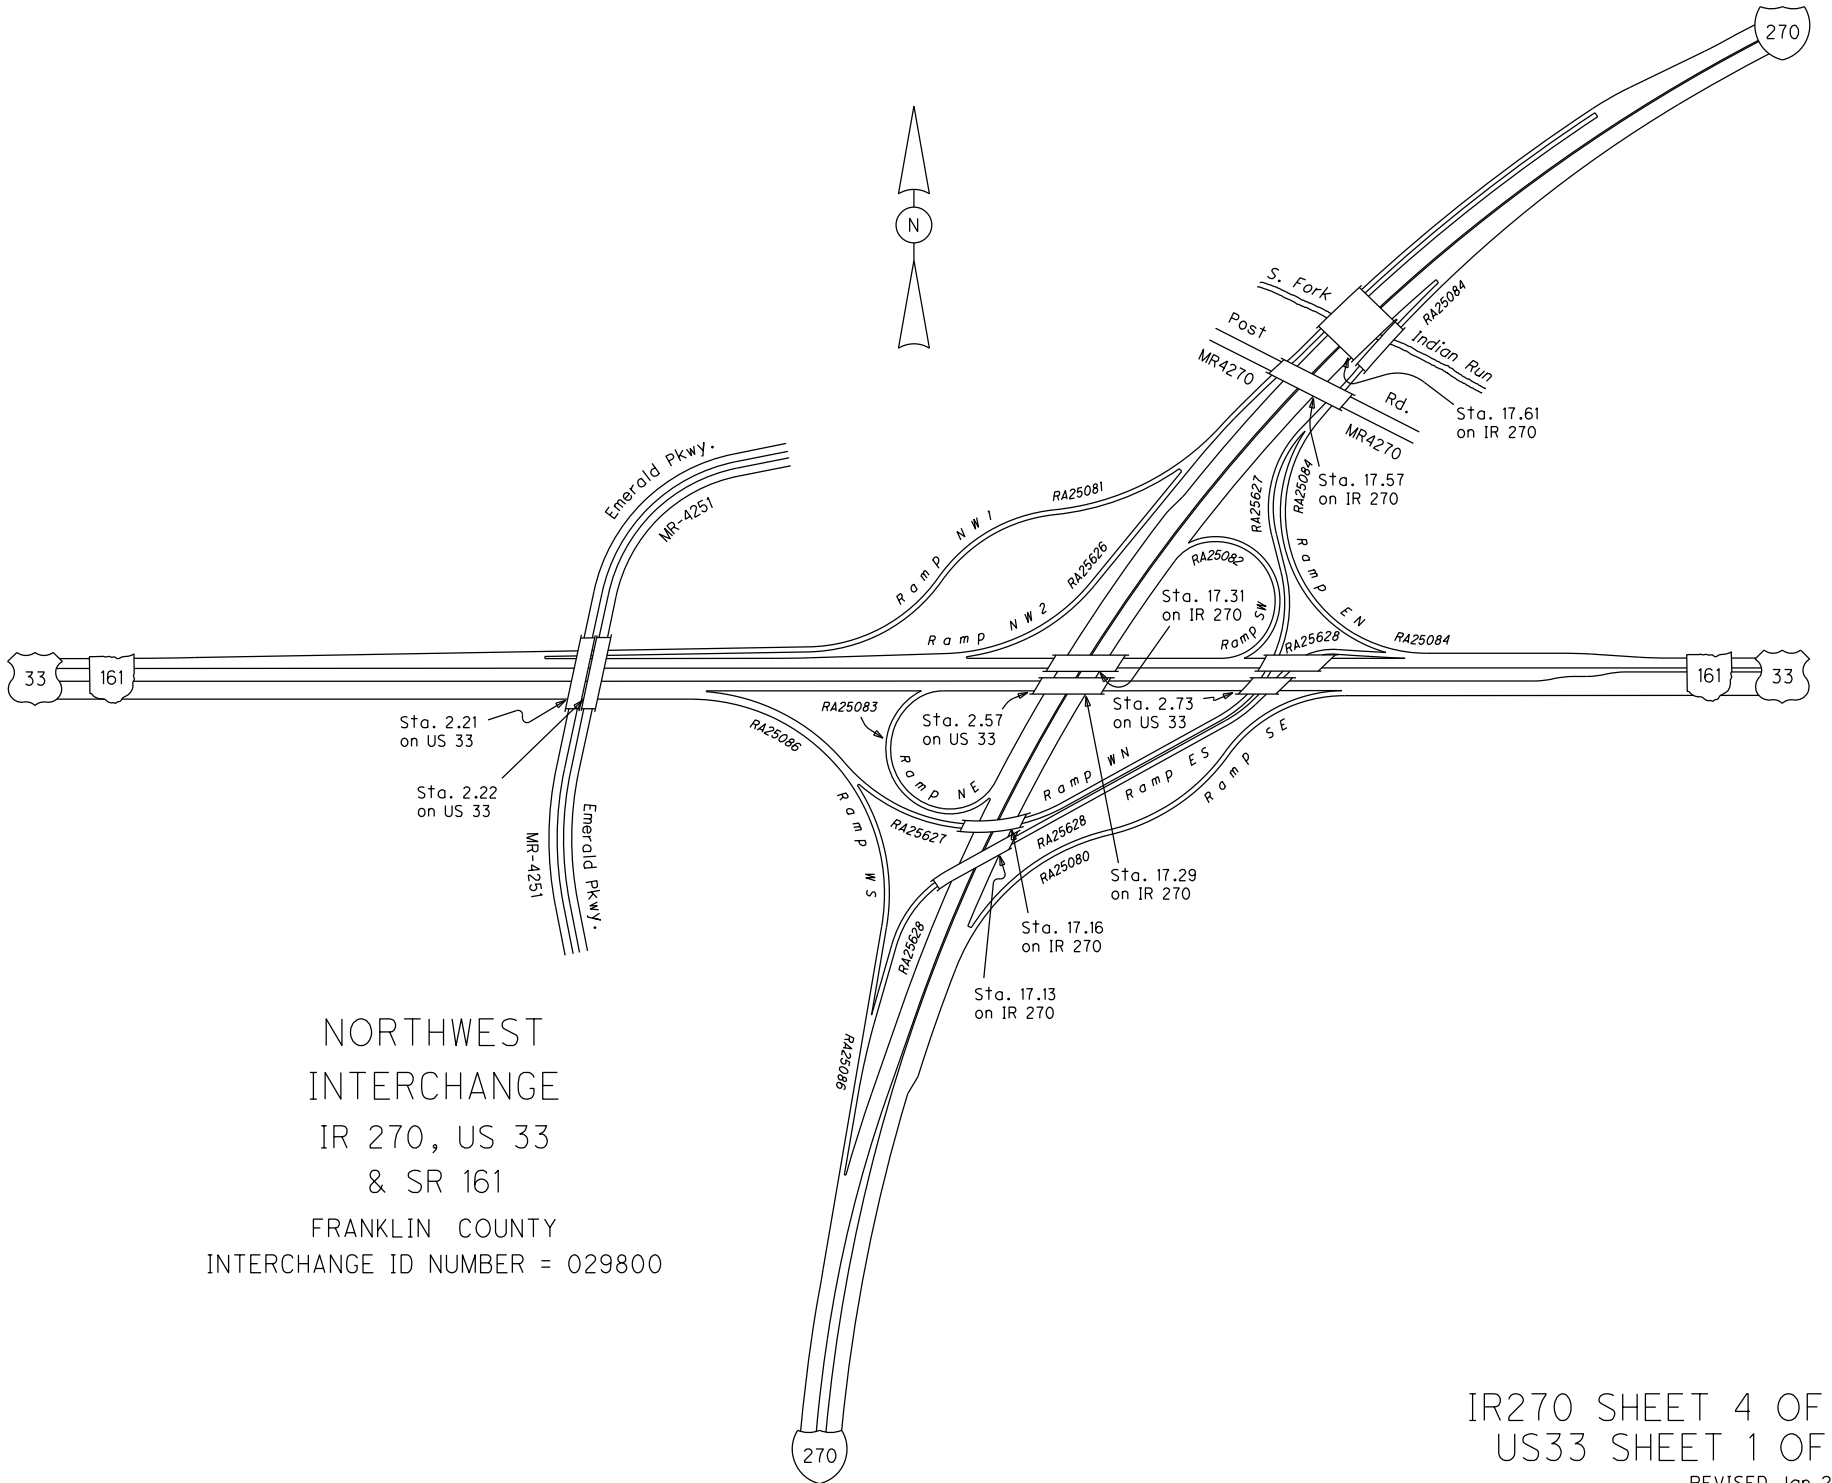 270
N
S. Fork
RA25084
Post
Indian Run
MR4270
Rd.
Sta. 17.61
on IR 270
MR4270
Emerald Pkwy.
MR-4251
Sta. 17.57
on IR 270
RA25627
RA25084
RA25081
Ramp NW1
RA25626
RA25082
Ramp EN
Sta. 17.31
on IR 270
Ramp NW2
Ramp SW
RA25628
RA25084
33
161
161
33
Sta. 2.21
on US 33
RA25083
RA25086
Sta. 2.57
on US 33
Sta. 2.73
on US 33
Sta. 2.22
on US 33
Ramp NE
Ramp WN
Ramp ES
Ramp SE
MR-4251
Emerald Pkwy.
Ramp WS
RA25627
RA25628
RA25080
Sta. 17.29
on IR 270
Sta. 17.16
on IR 270
RA25628
Sta. 17.13
on IR 270
RA25086
NORTHWEST
INTERCHANGE
IR 270, US 33
& SR 161
FRANKLIN COUNTY
INTERCHANGE ID NUMBER = 029800
IR270 SHEET 4 OF
US33 SHEET 1 OF
270